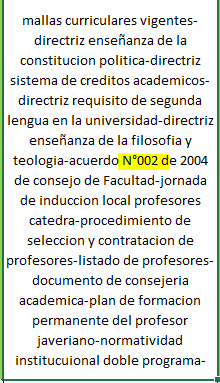 mallas curriculares vigentes-
directriz enseñanza de la
constitucion politica-directriz
sistema de creditos academicos-
directriz requisito de segunda
lengua en la universidad-directriz
enseñanza de la filosofia y
teologia-acuerdo N°002 de 2004
de consejo de Facultad-jornada
de induccion local profesores
catedra-procedimiento de
seleccion y contratacion de
profesores-listado de profesores-
documento de consejeria
academica-plan de formacion
permanente del profesor
javeriano-normatividad
institucuional doble programa-